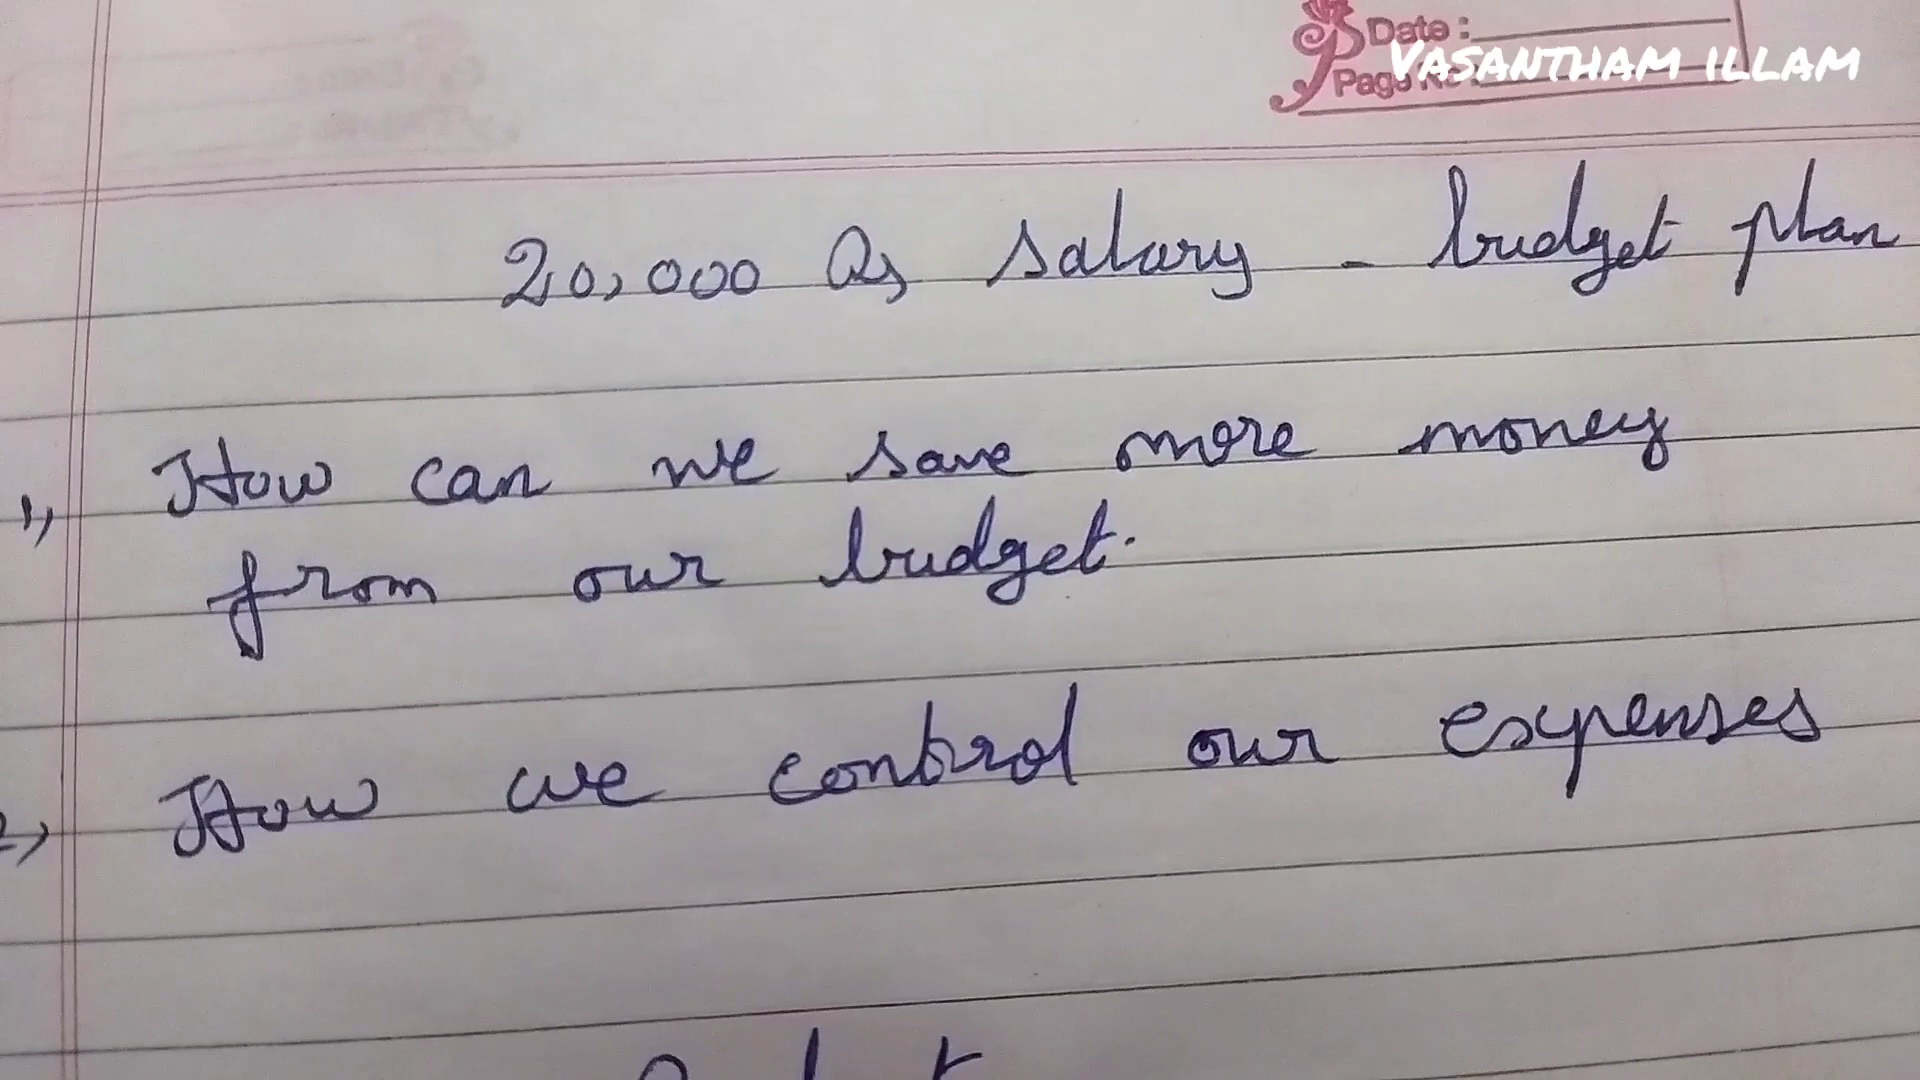 Date :
Page No :
VASANTHAM ILLAM
20,000 Rs salary - budget plan
1, How can we save more money
from our budget.
2, How we control our expenses